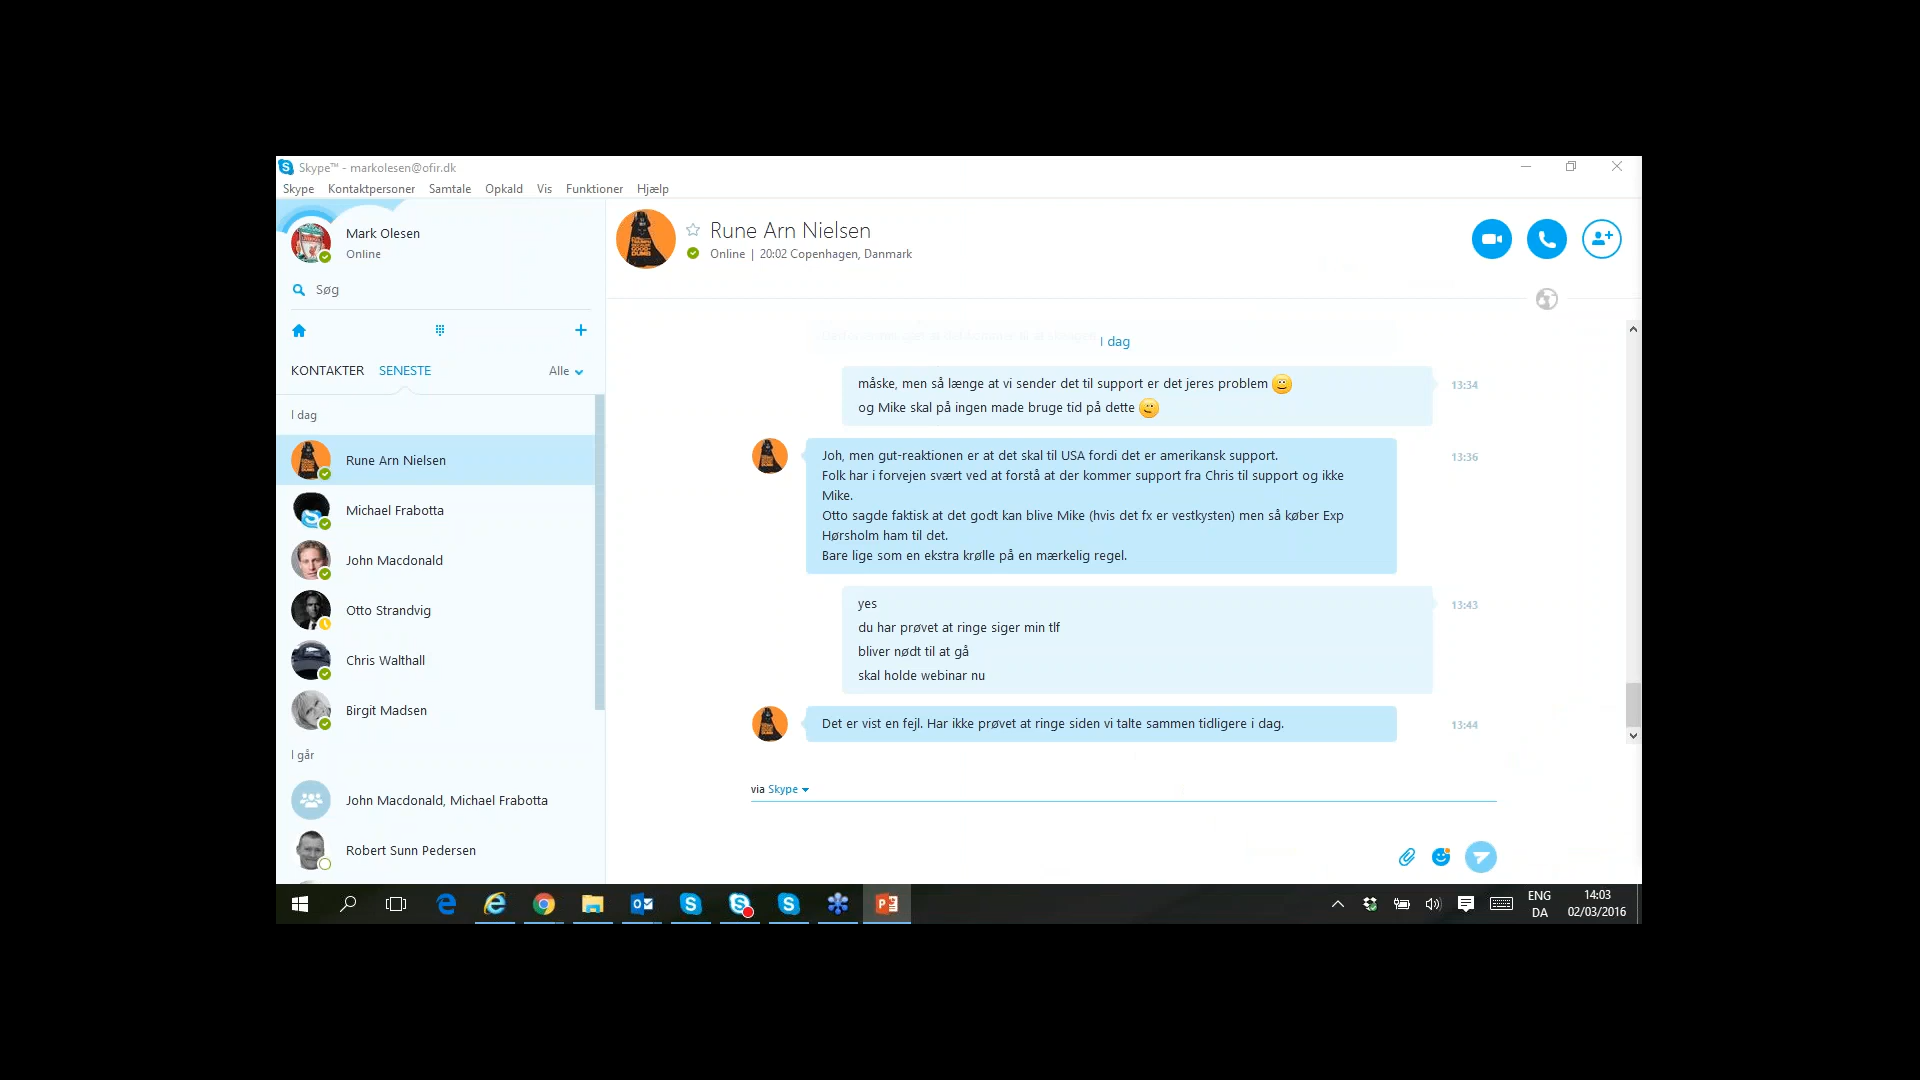 Skype™ - markolesen@ofir.dk
Skype Kontaktpersoner Samtale Opkald Vis Funktioner Hjælp
Mark Olesen
Online
Søg
KONTAKTER SENESTE Alle
I dag
Rune Arn Nielsen
Michael Frabotta
John Macdonald
Otto Strandvig
Chris Walthall
Birgit Madsen
I går
John Macdonald, Michael Frabotta
Robert Sunn Pedersen
Rune Arn Nielsen
Online | 20:02 Copenhagen, Danmark
I dag
måske, men så længe at vi sender det til support er det jeres problem
13:34
og Mike skal på ingen made bruge tid på dette
Joh, men gut-reaktionen er at det skal til USA fordi det er amerikansk support.
13:36
Folk har i forvejen svært ved at forstå at der kommer support fra Chris til support og ikke
Mike.
Otto sagde faktisk at det godt kan blive Mike (hvis det fx er vestkysten) men så køber Exp
Hørsholm ham til det.
Bare lige som en ekstra krølle på en mærkelig regel.
yes
13:43
du har prøvet at ringe siger min tlf
bliver nødt til at gå
skal holde webinar nu
Det er vist en fejl. Har ikke prøvet at ringe siden vi talte sammen tidligere i dag.
13:44
via Skype
ENG
DA
14:03
02/03/2016